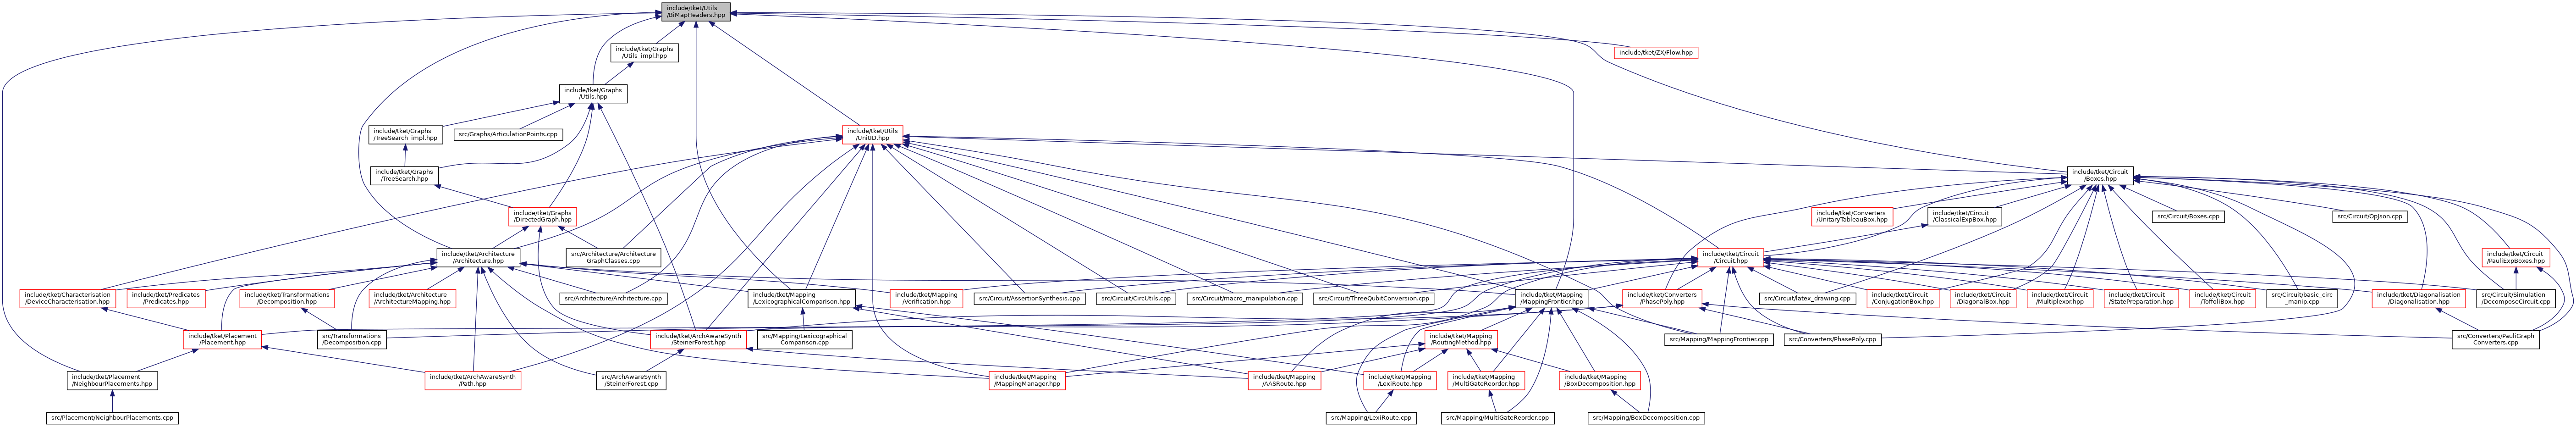 include/tket/Utils
/BiMapHeaders.hpp
include/tket/Graphs
/Utils_impl.hpp
include/tket/ZX/Flow.hpp
include/tket/Graphs
/Utils.hpp
include/tket/Graphs
/TreeSearch_impl.hpp
src/Graphs/ArticulationPoints.cpp
include/tket/Utils
/UnitID.hpp
include/tket/Graphs
/TreeSearch.hpp
include/tket/Circuit
/Boxes.hpp
include/tket/Graphs
/DirectedGraph.hpp
include/tket/Converters
/UnitaryTableauBox.hpp
include/tket/Circuit
/ClassicalExpBox.hpp
src/Circuit/Boxes.cpp
src/Circuit/OpJson.cpp
include/tket/Architecture
/Architecture.hpp
src/Architecture/Architecture
GraphClasses.cpp
include/tket/Circuit
/Circuit.hpp
include/tket/Circuit
/PauliExpBoxes.hpp
include/tket/Characterisation
/DeviceCharacterisation.hpp
include/tket/Predicates
/Predicates.hpp
include/tket/Transformations
/Decomposition.hpp
include/tket/Architecture
/ArchitectureMapping.hpp
src/Architecture/Architecture.cpp
include/tket/Mapping
/LexicographicalComparison.hpp
include/tket/Mapping
/Verification.hpp
src/Circuit/AssertionSynthesis.cpp
src/Circuit/CircUtils.cpp
src/Circuit/macro_manipulation.cpp
src/Circuit/ThreeQubitConversion.cpp
include/tket/Mapping
/MappingFrontier.hpp
include/tket/Converters
/PhasePoly.hpp
src/Circuit/latex_drawing.cpp
include/tket/Circuit
/ConjugationBox.hpp
include/tket/Circuit
/DiagonalBox.hpp
include/tket/Circuit
/Multiplexor.hpp
include/tket/Circuit
/StatePreparation.hpp
include/tket/Circuit
/ToffoliBox.hpp
src/Circuit/basic_circ
_manip.cpp
include/tket/Diagonalisation
/Diagonalisation.hpp
src/Circuit/Simulation
/DecomposeCircuit.cpp
include/tket/Placement
/Placement.hpp
src/Transformations
/Decomposition.cpp
include/tket/ArchAwareSynth
/SteinerForest.hpp
src/Mapping/Lexicographical
Comparison.cpp
include/tket/Mapping
/RoutingMethod.hpp
src/Mapping/MappingFrontier.cpp
src/Converters/PhasePoly.cpp
src/Converters/PauliGraph
Converters.cpp
include/tket/Placement
/NeighbourPlacements.hpp
include/tket/ArchAwareSynth
/Path.hpp
src/ArchAwareSynth
/SteinerForest.cpp
include/tket/Mapping
/MappingManager.hpp
include/tket/Mapping
/AASRoute.hpp
include/tket/Mapping
/LexiRoute.hpp
include/tket/Mapping
/MultiGateReorder.hpp
include/tket/Mapping
/BoxDecomposition.hpp
src/Placement/NeighbourPlacements.cpp
src/Mapping/LexiRoute.cpp
src/Mapping/MultiGateReorder.cpp
src/Mapping/BoxDecomposition.cpp